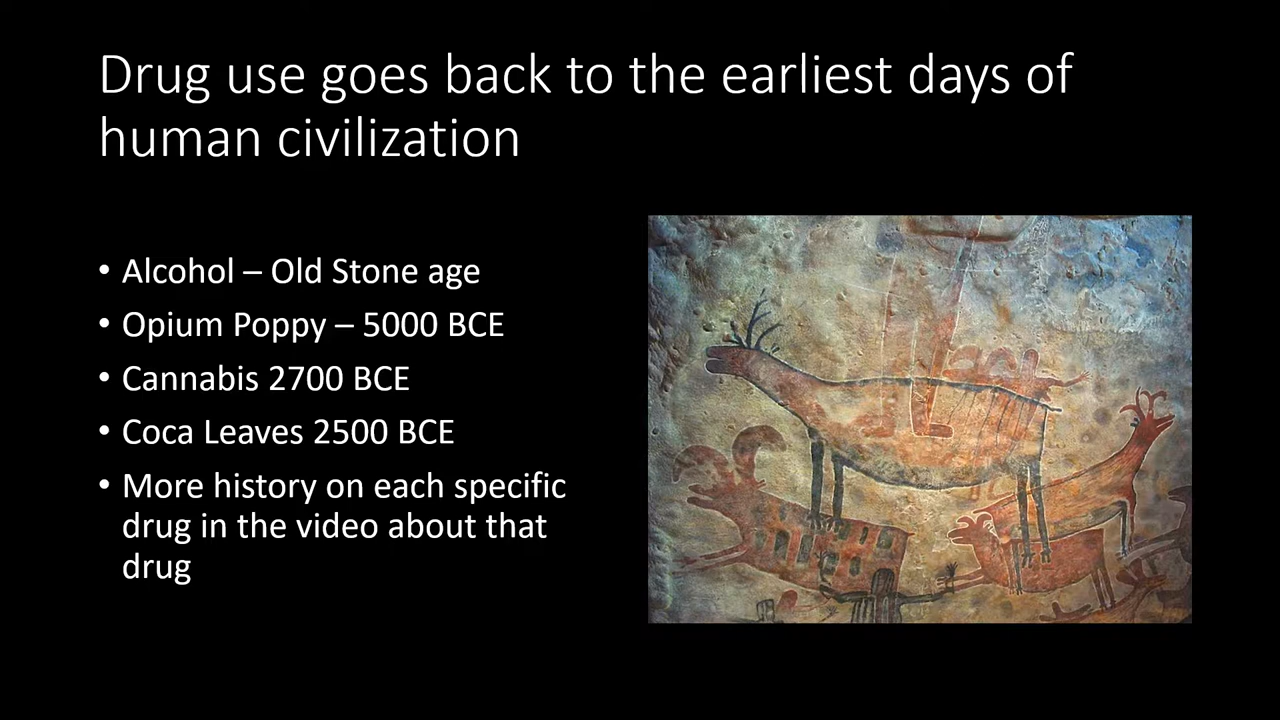 Drug use goes back to the earliest days of
human civilization
• Alcohol – Old Stone age
• Opium Poppy – 5000 BCE
• Cannabis 2700 BCE
• Coca Leaves 2500 BCE
• More history on each specific
drug in the video about that
drug